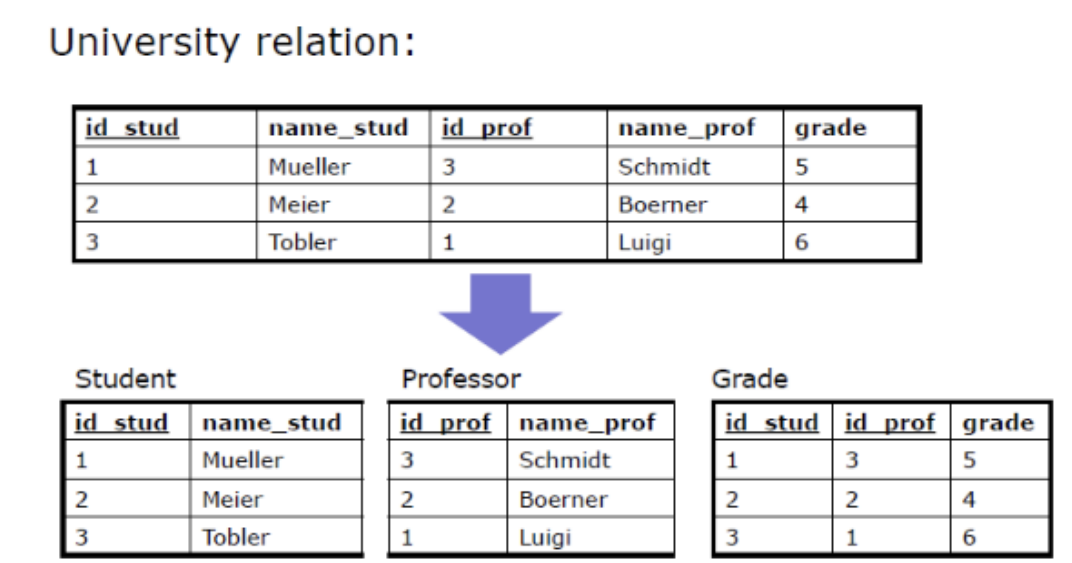 University relation:
id_stud name_stud id_prof name_prof grade
1 Mueller 3 Schmidt 5
2 Meier 2 Boerner 4
3 Tobler 1 Luigi 6
Student Professor Grade
id_stud name_stud id_prof name_prof id_stud id_prof grade
1 Mueller 3 Schmidt 1 3 5
2 Meier 2 Boerner 2 2 4
3 Tobler 1 Luigi 3 1 6